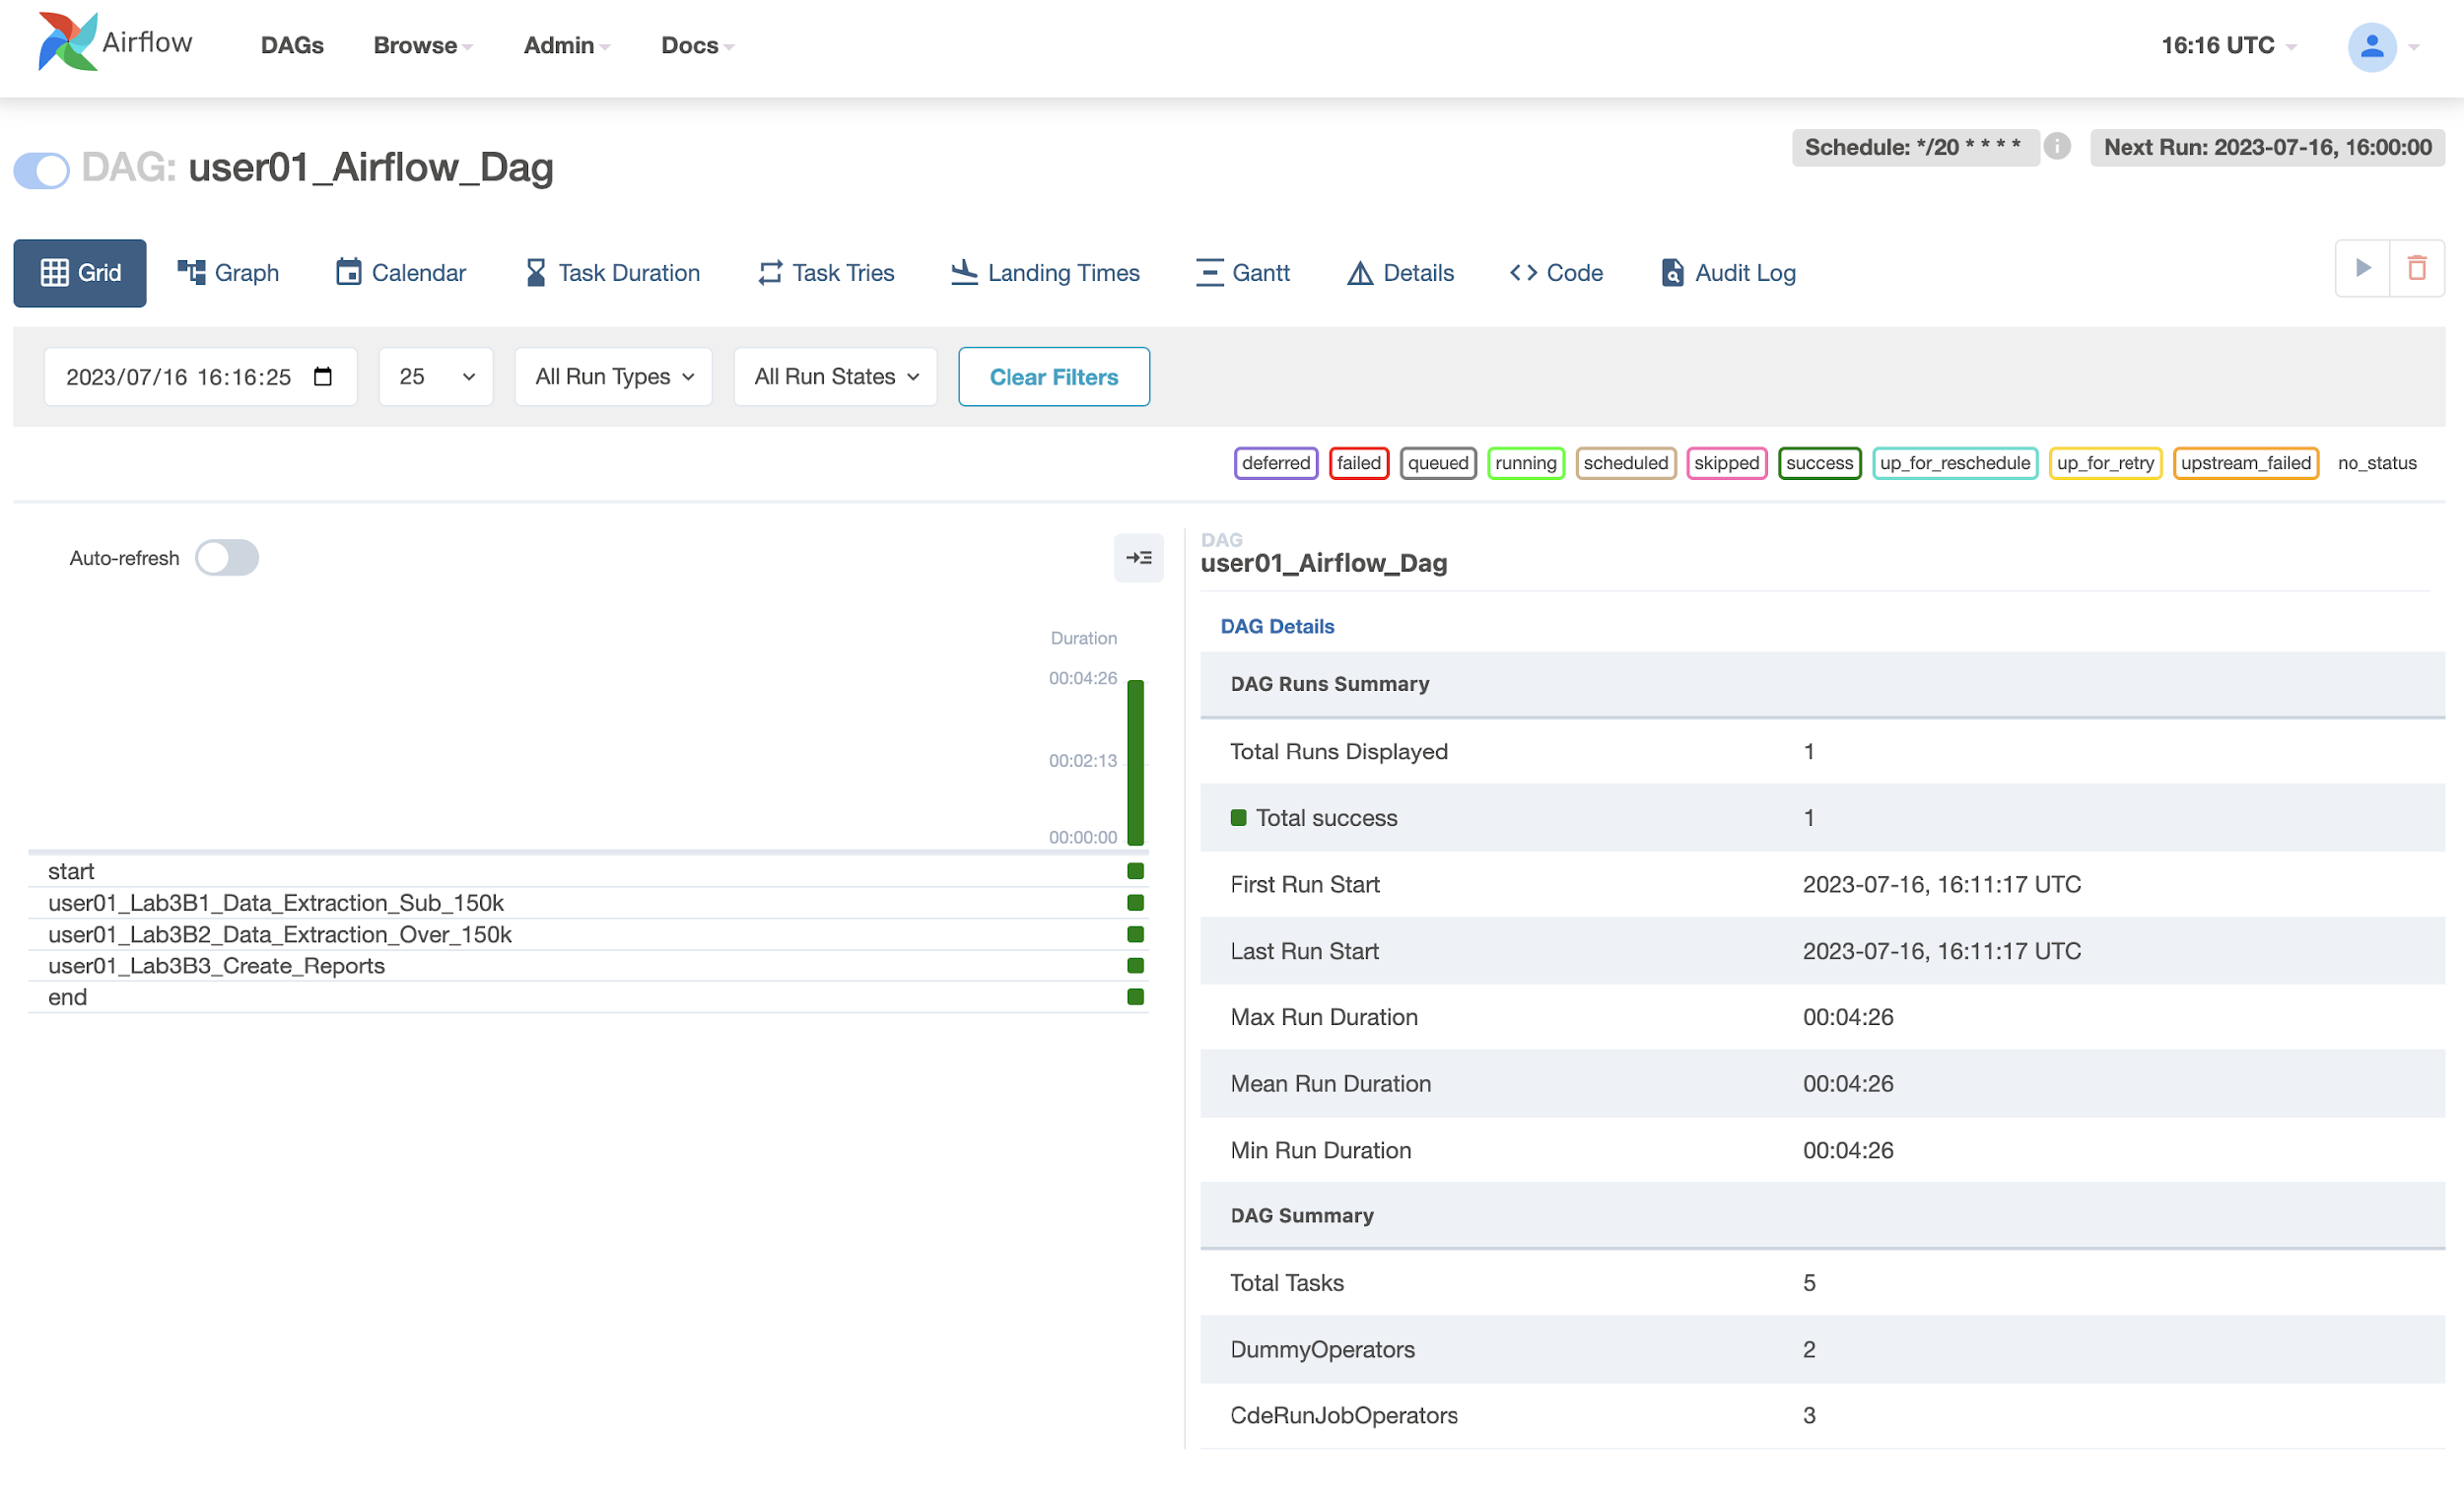 Airflow DAGs Browse Admin Docs 16:16 UTC
Schedule: */20 * * * * i Next Run: 2023-07-16, 16:00:00
DAG: user01_Airflow_Dag
Grid Graph Calendar Task Duration Task Tries Landing Times Gantt Details Code Audit Log
2023/07/16 16:16:25 25 All Run Types All Run States Clear Filters
deferred failed queued running scheduled skipped success up_for_reschedule up_for_retry upstream_failed no_status
Auto-refresh
Duration
00:04:26
00:02:13
00:00:00
start
user01_Lab3B1_Data_Extraction_Sub_150k
user01_Lab3B2_Data_Extraction_Over_150k
user01_Lab3B3_Create_Reports
end
DAG
user01_Airflow_Dag
DAG Details
DAG Runs Summary
Total Runs Displayed 1
Total success 1
First Run Start 2023-07-16, 16:11:17 UTC
Last Run Start 2023-07-16, 16:11:17 UTC
Max Run Duration 00:04:26
Mean Run Duration 00:04:26
Min Run Duration 00:04:26
DAG Summary
Total Tasks 5
DummyOperators 2
CdeRunJobOperators 3